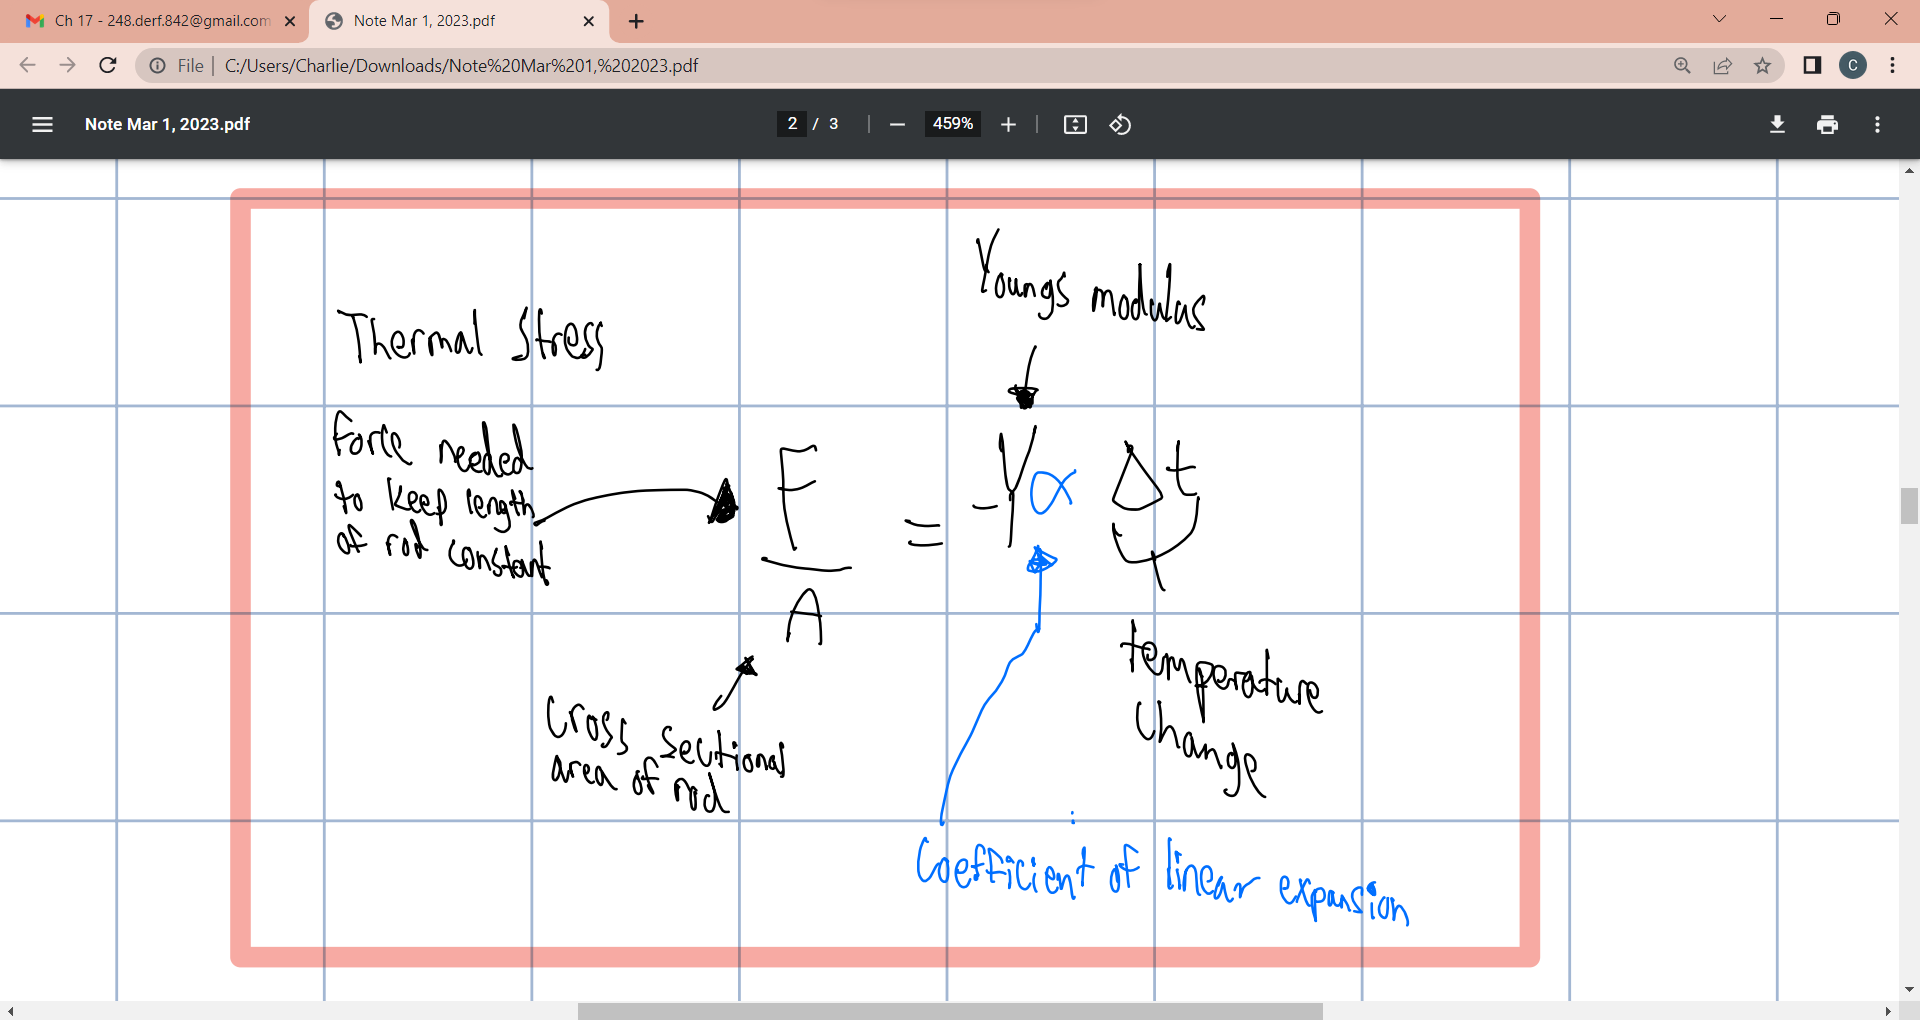 Ch 17 - 248.derf.842@gmail.com
Note Mar 1, 2023.pdf
File
C:/Users/Charlie/Downloads/Note%20Mar%201,%202023.pdf
C
Note Mar 1, 2023.pdf
2 / 3
459%
Youngs modulus
Thermal Stress
Force needed
to keep length
of rod constant
F
A
= -Y α Δt
Cross sectional
area of rod
temperature
Change
Coefficient of linear expansion